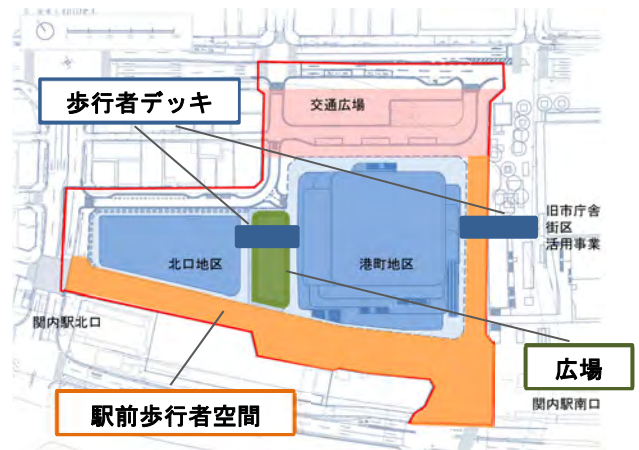 交通広場
歩行者デッキ
旧市庁舎
街区
活用事業
北口地区
港町地区
関内駅北口
広場
駅前歩行者空間
関内駅南口